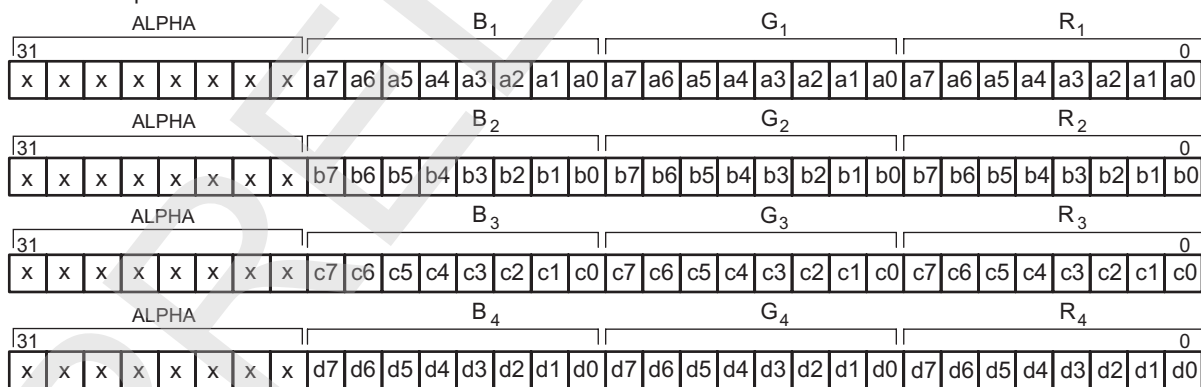 ALPHA B1 G1 R1
31 0
x x x x x x x x a7 a6 a5 a4 a3 a2 a1 a0 a7 a6 a5 a4 a3 a2 a1 a0 a7 a6 a5 a4 a3 a2 a1 a0
ALPHA B2 G2 R2
31 0
x x x x x x x x b7 b6 b5 b4 b3 b2 b1 b0 b7 b6 b5 b4 b3 b2 b1 b0 b7 b6 b5 b4 b3 b2 b1 b0
ALPHA B3 G3 R3
31 0
x x x x x x x x c7 c6 c5 c4 c3 c2 c1 c0 c7 c6 c5 c4 c3 c2 c1 c0 c7 c6 c5 c4 c3 c2 c1 c0
ALPHA B4 G4 R4
31 0
x x x x x x x x d7 d6 d5 d4 d3 d2 d1 d0 d7 d6 d5 d4 d3 d2 d1 d0 d7 d6 d5 d4 d3 d2 d1 d0